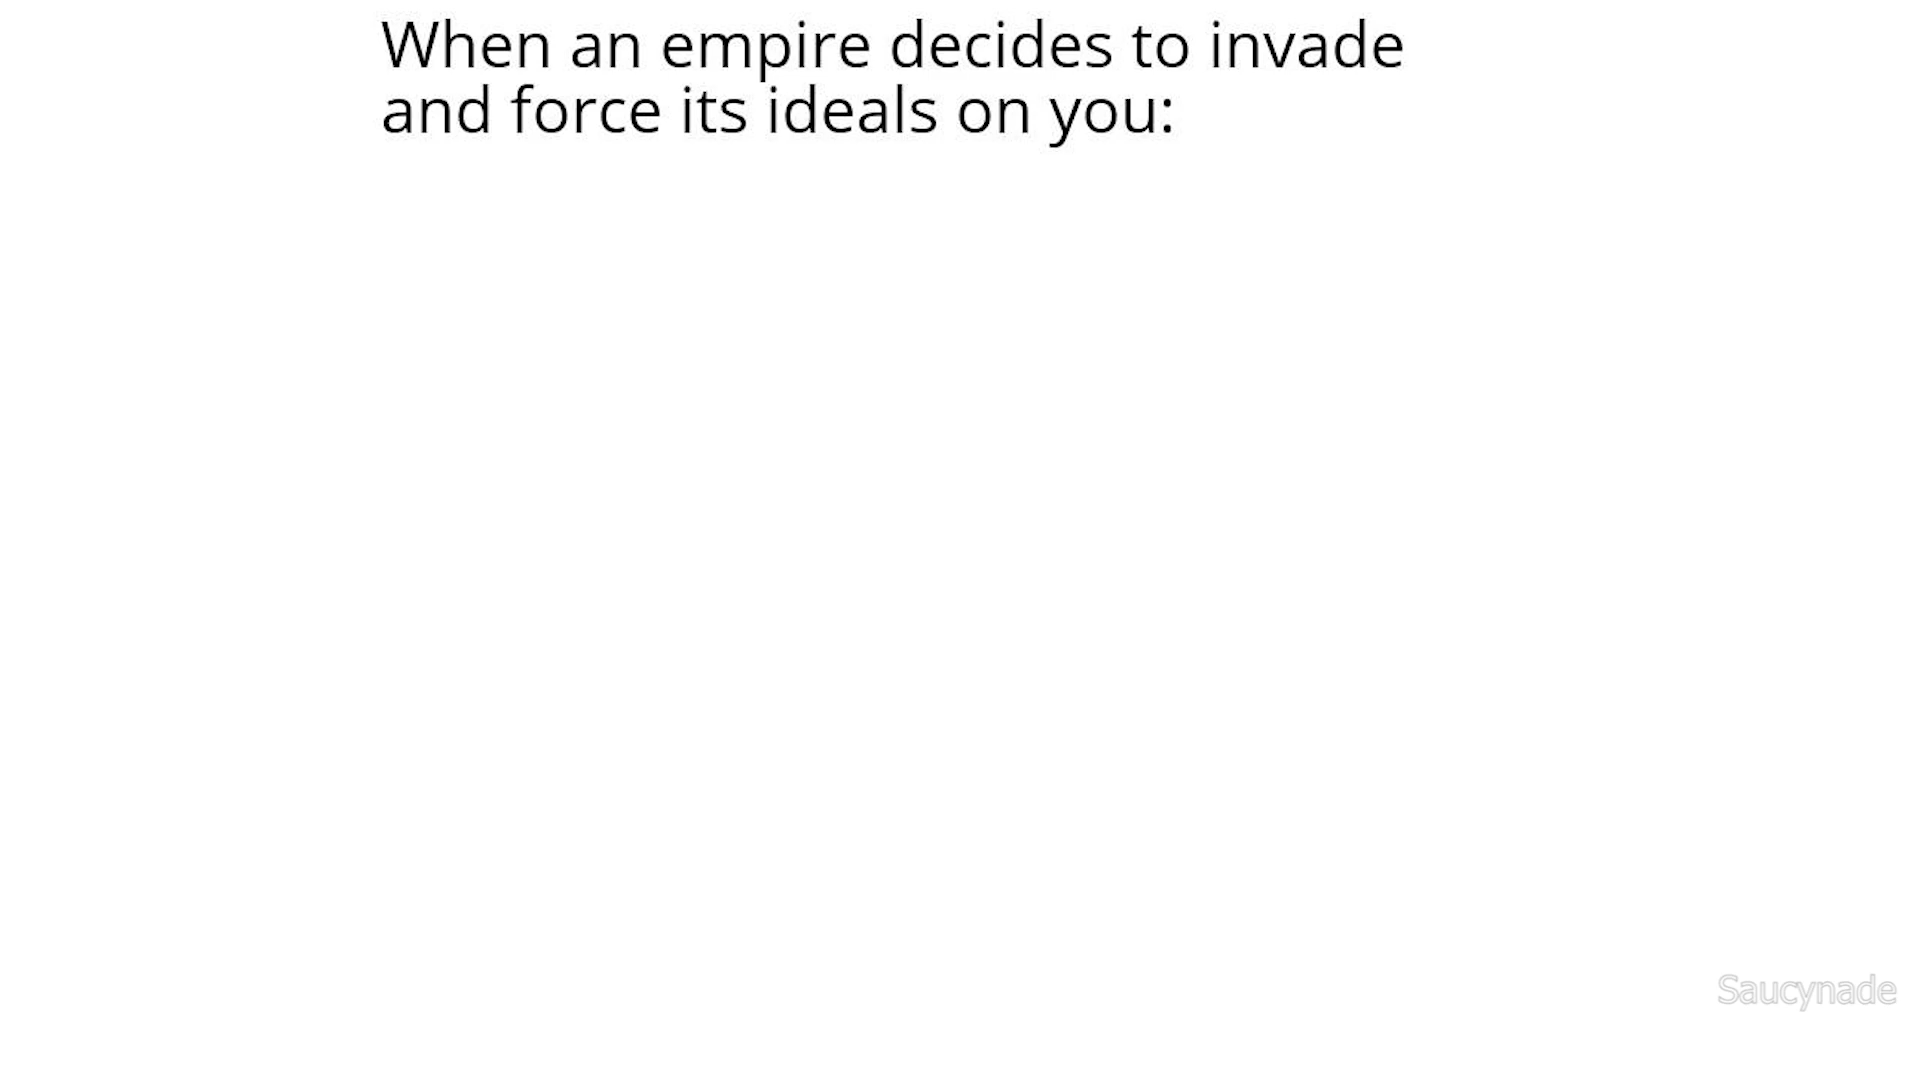 When an empire decides to invade
and force its ideals on you:
Saucynade